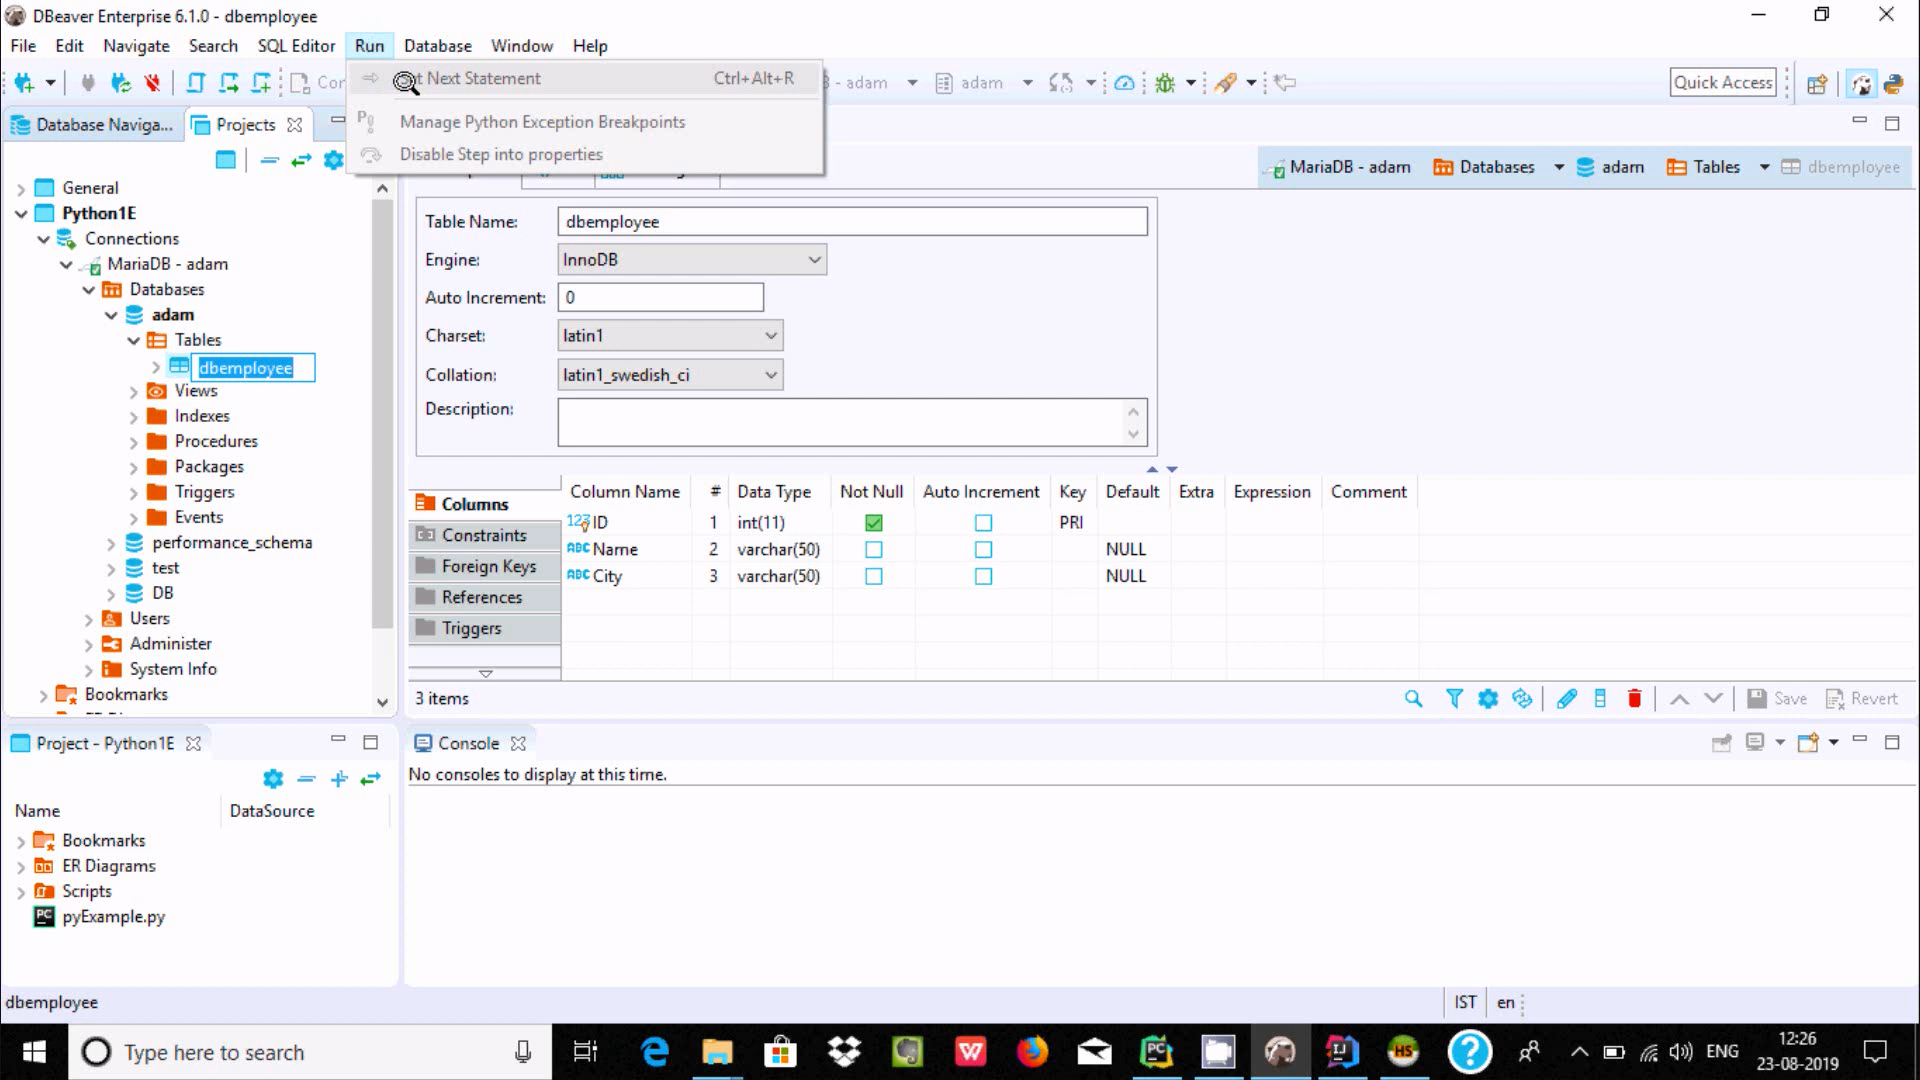 DBeaver Enterprise 6.1.0 - dbemployee
File Edit Navigate Search SQL Editor Run Database Window Help
Next Statement Ctrl+Alt+R
- adam adam Quick Access
Manage Python Exception Breakpoints
Disable Step into properties
Database Naviga... Projects
MariaDB - adam Databases adam Tables dbemployee
General
Python1E
Connections
MariaDB - adam
Databases
adam
Tables
dbemployee
Views
Indexes
Procedures
Packages
Triggers
Events
performance_schema
test
DB
Users
Administer
System Info
Bookmarks
Table Name: dbemployee
Engine: InnoDB
Auto Increment: 0
Charset: latin1
Collation: latin1_swedish_ci
Description:
Columns
Constraints
Foreign Keys
References
Triggers
Column Name # Data Type Not Null Auto Increment Key Default Extra Expression Comment
123 ID 1 int(11) PRI
ABC Name 2 varchar(50) NULL
ABC City 3 varchar(50) NULL
3 items Save Revert
Project - Python1E
Name DataSource
Bookmarks
ER Diagrams
Scripts
PC pyExample.py
Console
No consoles to display at this time.
dbemployee IST en
Type here to search
ENG
12:26
23-08-2019